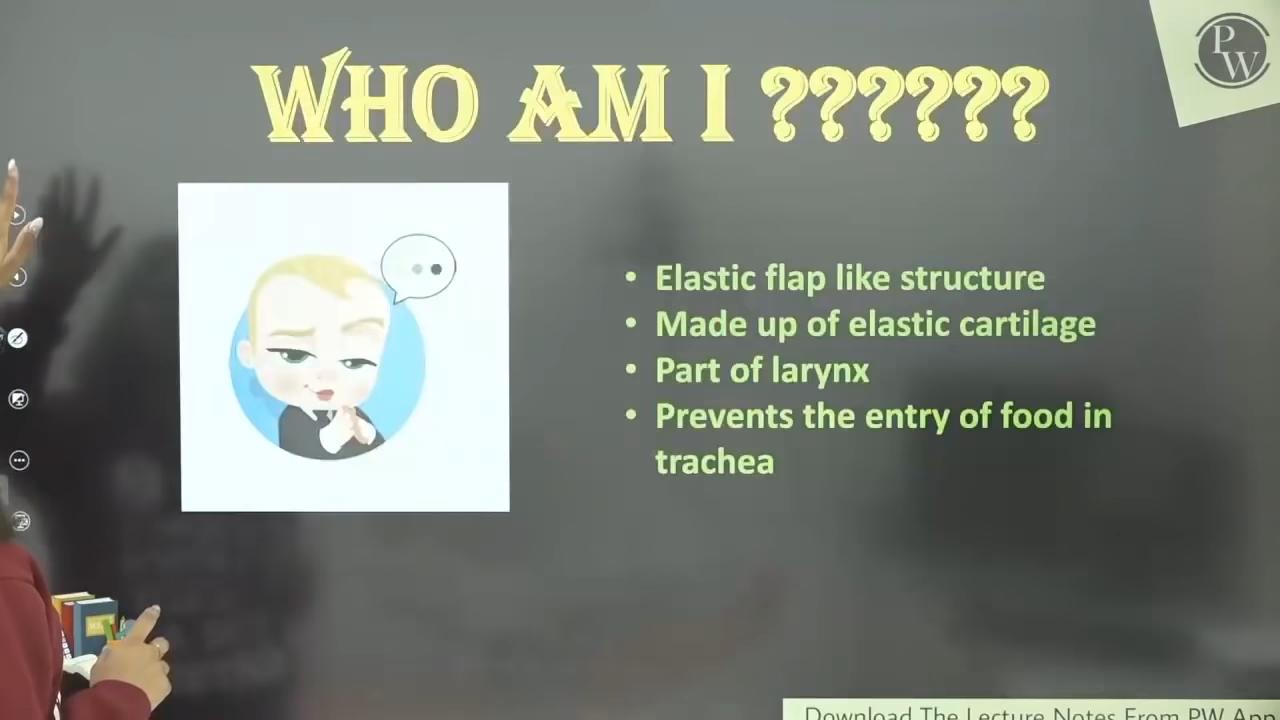 PW
WHO AM I ??????
• Elastic flap like structure
• Made up of elastic cartilage
• Part of larynx
• Prevents the entry of food in
trachea
Download The Lecture Notes From PW App